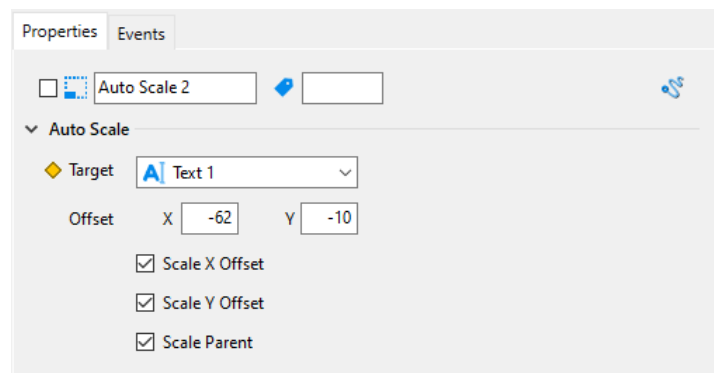 Properties Events
Auto Scale 2
Auto Scale
Target A Text 1
Offset X -62 Y -10
Scale X Offset
Scale Y Offset
Scale Parent